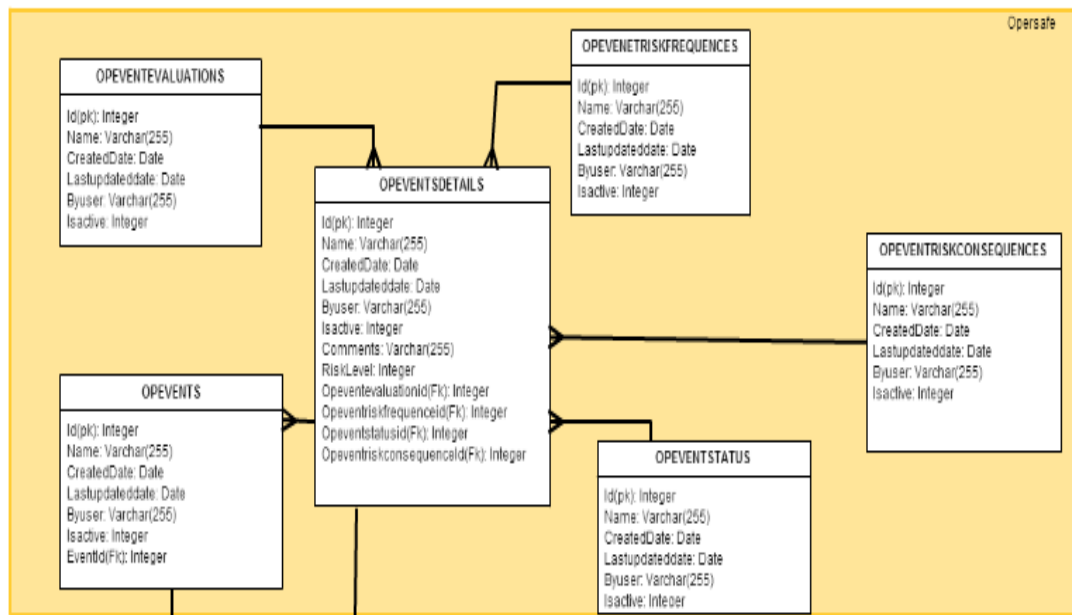 Opersafe
OPEVENTEVALUATIONS
Id(pk): Integer
Name: Varchar(255)
CreatedDate: Date
Lastupdateddate: Date
Byuser: Varchar(255)
Isactive: Integer
OPEVENETRISKFREQUENCES
Id(pk): Integer
Name: Varchar(255)
CreatedDate: Date
Lastupdateddate: Date
Byuser: Varchar(255)
Isactive: Integer
OPEVENTSDETAILS
Id(pk): Integer
Name: Varchar(255)
CreatedDate: Date
Lastupdateddate: Date
Byuser: Varchar(255)
Isactive: Integer
Comments: Varchar(255)
RiskLevel: Integer
Opeventevaluationid(Fk): Integer
Opeventriskfrequenceid(Fk): Integer
Opeventstatusid(Fk): Integer
OpeventriskconsequenceId(Fk): Integer
OPEVENTRISKCONSEQUENCES
Id(pk): Integer
Name: Varchar(255)
CreatedDate: Date
Lastupdateddate: Date
Byuser: Varchar(255)
Isactive: Integer
OPEVENTS
Id(pk): Integer
Name: Varchar(255)
CreatedDate: Date
Lastupdateddate: Date
Byuser: Varchar(255)
Isactive: Integer
EventId(Fk): Integer
OPEVENTSTATUS
Id(pk): Integer
Name: Varchar(255)
CreatedDate: Date
Lastupdateddate: Date
Byuser: Varchar(255)
Isactive: Integer